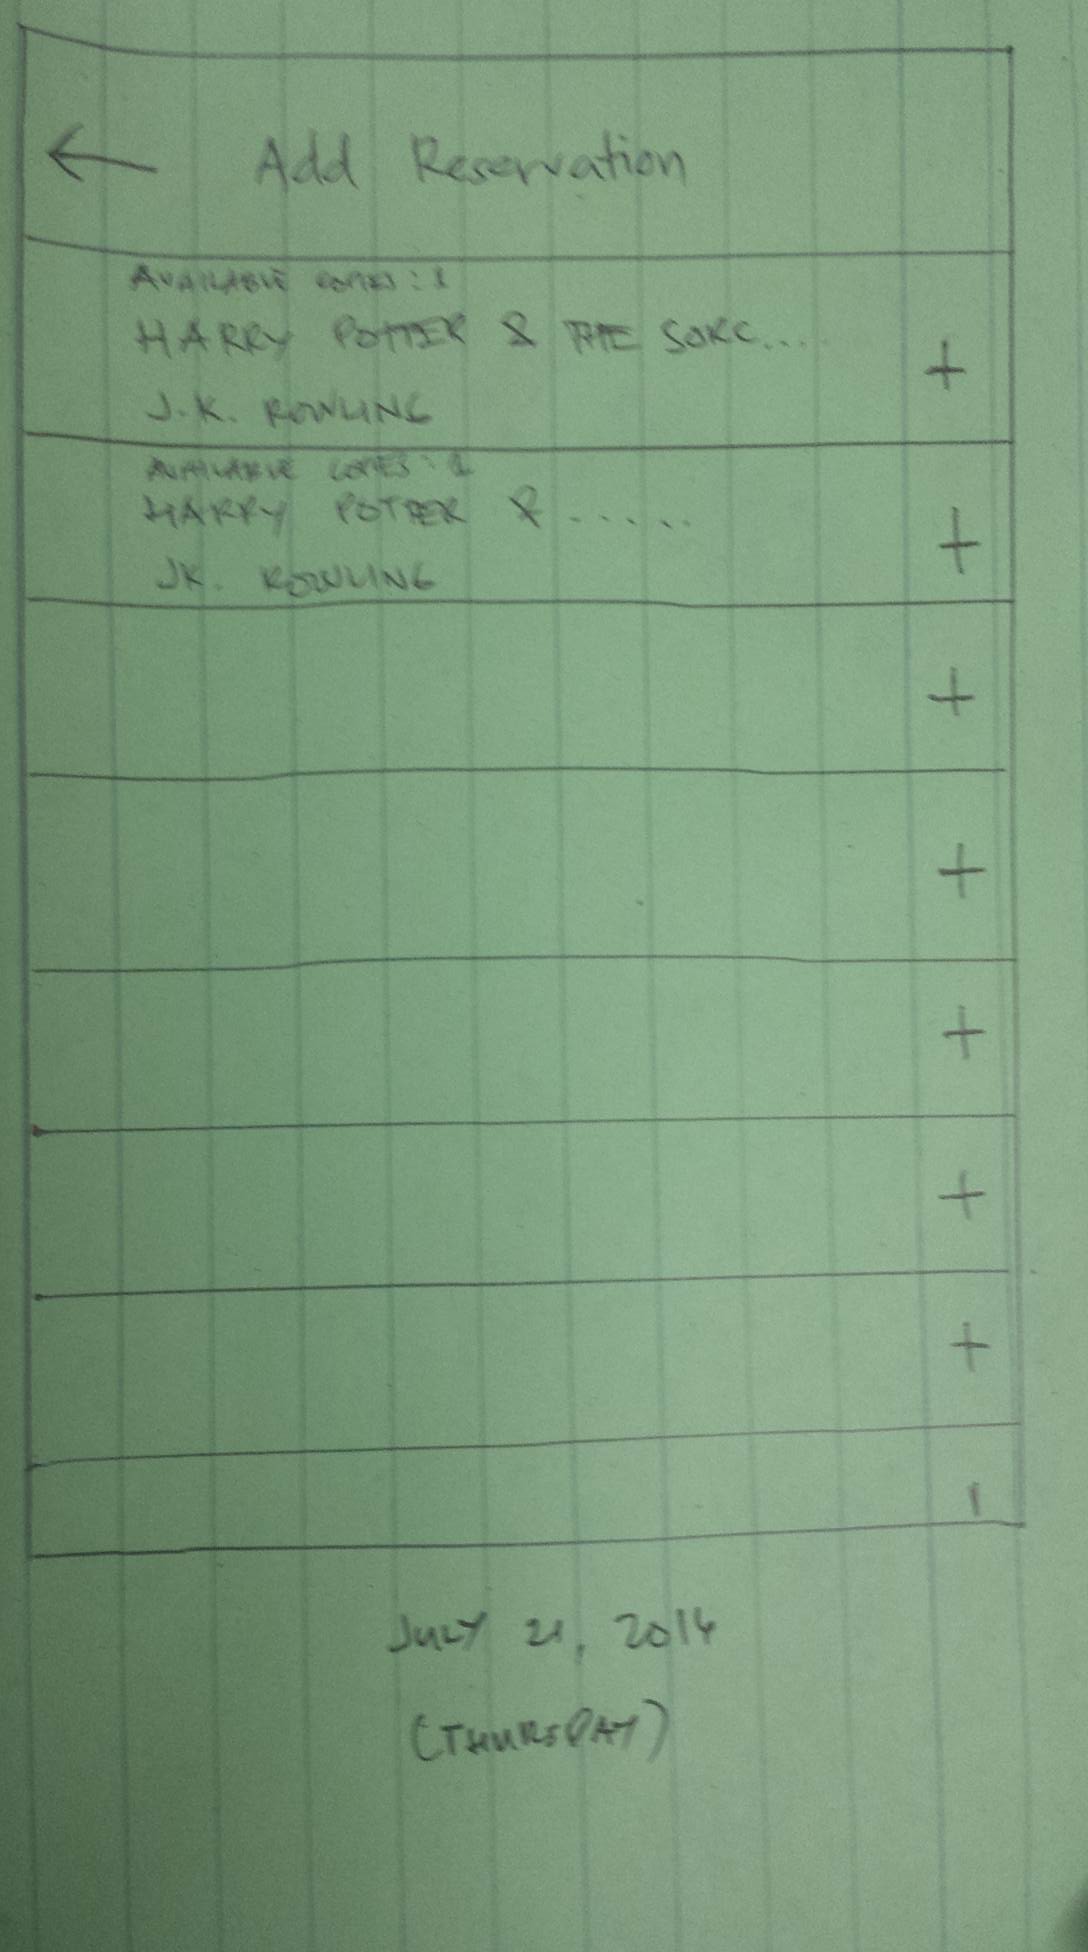 ← Add Reservation
AVAILABLE COPIES : 1
HARRY POTTER & THE SORC....
+
J.K. ROWLING
AVAILABLE COPIES : 1
HARRY POTTER & ......
+
JK. ROWLING
+
+
+
+
+
JULY 21, 2016
(THURSDAY)